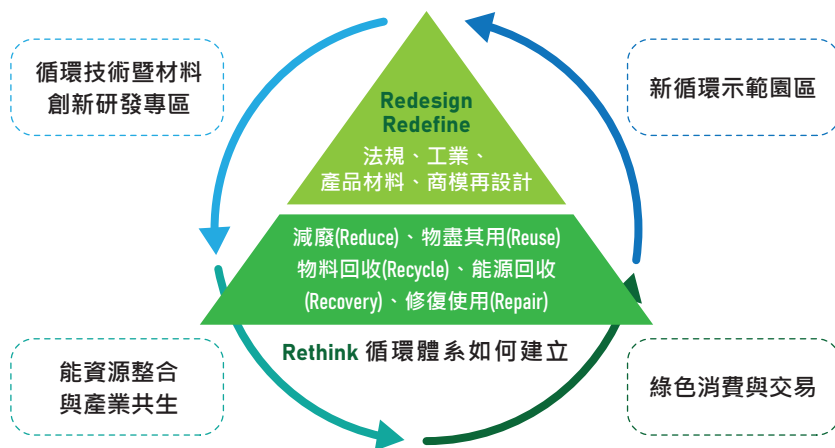 循環技術暨材料
創新研發專區
新循環示範園區
Redesign
Redefine
法規、工業、
產品材料、商模再設計
減廢(Reduce)、物盡其用(Reuse)
物料回收(Recycle)、能源回收
(Recovery)、修復使用(Repair)
Rethink 循環體系如何建立
能資源整合
與產業共生
綠色消費與交易